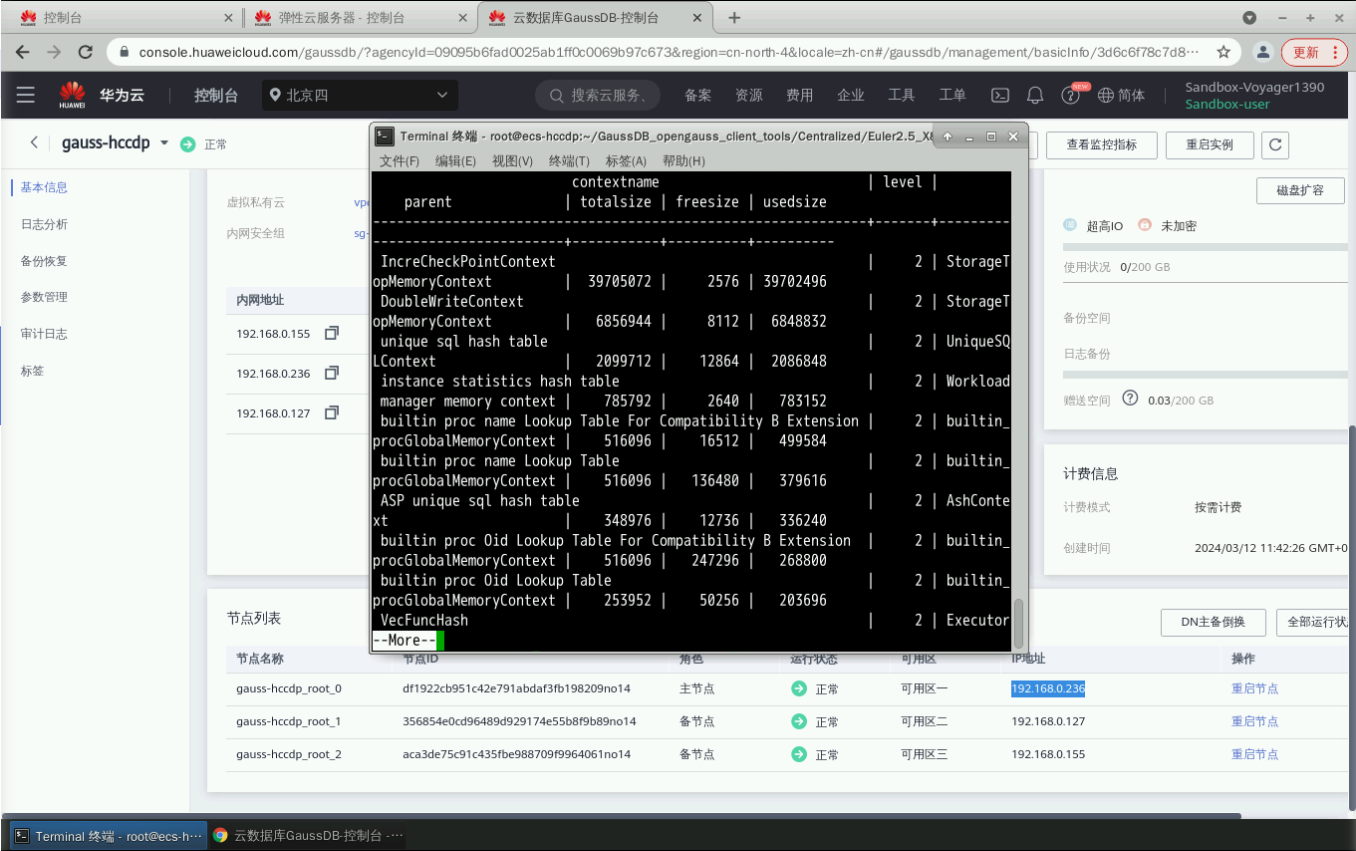 控制台
弹性云服务器 - 控制台
云数据库GaussDB-控制台
console.huaweicloud.com/gaussdb/?agencyId=09095b6fad0025ab1ff0c0069b97c673&region=cn-north-4&locale=zh-cn#/gaussdb/management/basicInfo/3d6c6f78c7d8···
更新
HUAWEI
华为云
控制台
北京四
搜索云服务、
备案
资源
费用
企业
工具
工单
NEW
简体
Sandbox-Voyager1390
Sandbox-user
gauss-hccdp
正常
查看监控指标
重启实例
基本信息
日志分析
备份恢复
参数管理
审计日志
标签
虚拟私有云
vp
内网安全组
sg-
内网地址
192.168.0.155
192.168.0.236
192.168.0.127
Terminal 终端 - root@ecs-hccdp:~/GaussDB_opengauss_client_tools/Centralized/Euler2.5_X8
文件(F) 编辑(E) 视图(V) 终端(T) 标签(A) 帮助(H)
contextname | level |
parent | totalsize | freesize | usedsize
-------------------------------------------------------------+-------+---------
------------------------+-----------+----------+----------
IncreCheckPointContext | 2 | StorageT
opMemoryContext | 39705072 | 2576 | 39702496
DoubleWriteContext | 2 | StorageT
opMemoryContext | 6856944 | 8112 | 6848832
unique sql hash table | 2 | UniqueSQ
LContext | 2099712 | 12864 | 2086848
instance statistics hash table | 2 | Workload
manager memory context | 785792 | 2640 | 783152
builtin proc name Lookup Table For Compatibility B Extension | 2 | builtin_
procGlobalMemoryContext | 516096 | 16512 | 499584
builtin proc name Lookup Table | 2 | builtin_
procGlobalMemoryContext | 516096 | 136480 | 379616
ASP unique sql hash table | 2 | AshConte
xt | 348976 | 12736 | 336240
builtin proc Oid Lookup Table For Compatibility B Extension | 2 | builtin_
procGlobalMemoryContext | 516096 | 247296 | 268800
builtin proc Oid Lookup Table | 2 | builtin_
procGlobalMemoryContext | 253952 | 50256 | 203696
VecFuncHash | 2 | Executor
--More--
磁盘扩容
超高IO 未加密
使用状况 0/200 GB
备份空间
日志备份
赠送空间 0.03/200 GB
计费信息
计费模式 按需计费
创建时间 2024/03/12 11:42:26 GMT+0
节点列表
DN主备倒换
全部运行状
节点名称 节点ID 角色 运行状态 可用区 IP地址 操作
gauss-hccdp_root_0 df1922cb951c42e791abdaf3fb198209no14 主节点 正常 可用区一 192.168.0.236 重启节点
gauss-hccdp_root_1 356854e0cd96489d929174e55b8f9b89no14 备节点 正常 可用区二 192.168.0.127 重启节点
gauss-hccdp_root_2 aca3de75c91c435fbe988709f9964061no14 备节点 正常 可用区三 192.168.0.155 重启节点
Terminal 终端 - root@ecs-h···
云数据库GaussDB-控制台 - ···